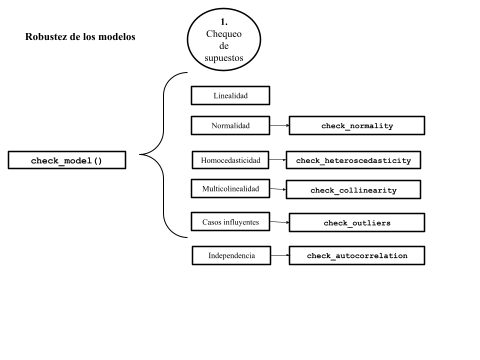 Robustez de los modelos
1.
Chequeo
de
supuestos
Linealidad
Normalidad
check_normality
check_model()
Homocedasticidad
check_heteroscedasticity
Multicolinealidad
check_collinearity
Casos influyentes
check_outliers
Independencia
check_autocorrelation